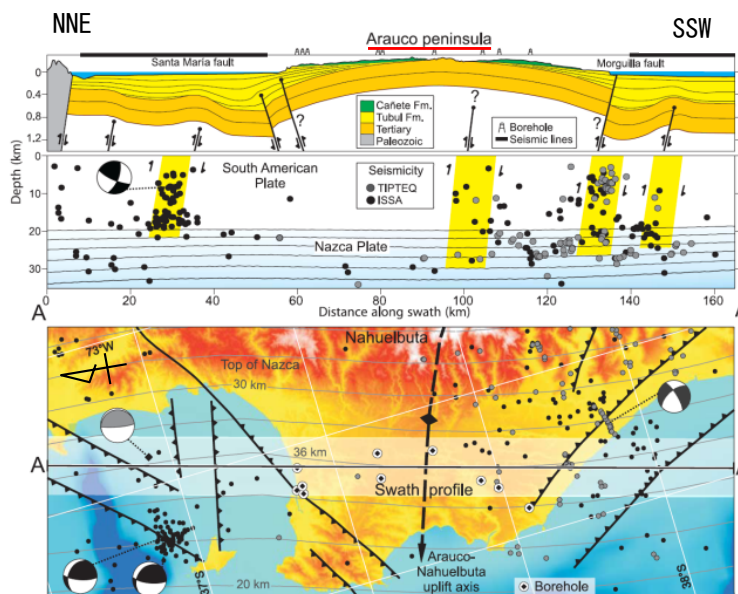 NNE
Arauco peninsula
SSW
Santa María fault
Morguilla fault
0
0.4
0.8
1.2
Depth (km)
?
?
?
?
Cañete Fm.
Tubul Fm.
Tertiary
Paleozoic
Borehole
Seismic lines
0
10
20
30
South American
Plate
Seismicity
TIPTEQ
ISSA
Nazca Plate
0 20 40 60 80 100 120 140 160
A
Distance along swath (km)
A
73°W
Top of Nazca
30 km
Nahuelbuta
36 km
A
Swath profile
Arauco-
Nahuelbuta
uplift axis
20 km
37°S
38°S
Borehole